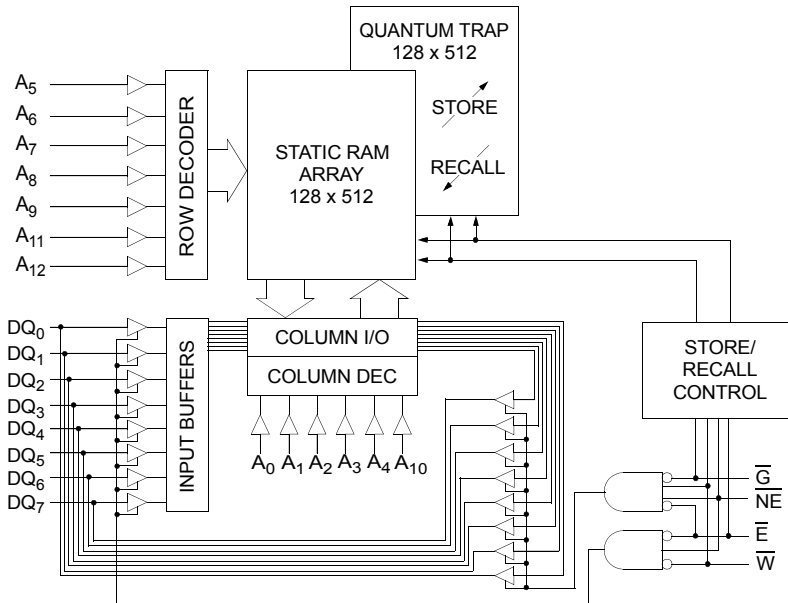 QUANTUM TRAP
128 x 512
STORE
RECALL
A5
A6
A7
A8
A9
A11
A12
ROW DECODER
STATIC RAM
ARRAY
128 x 512
DQ0
DQ1
DQ2
DQ3
DQ4
DQ5
DQ6
DQ7
INPUT BUFFERS
COLUMN I/O
COLUMN DEC
A0 A1 A2 A3 A4 A10
STORE/
RECALL
CONTROL
G̅
N̅E̅
E̅
W̅